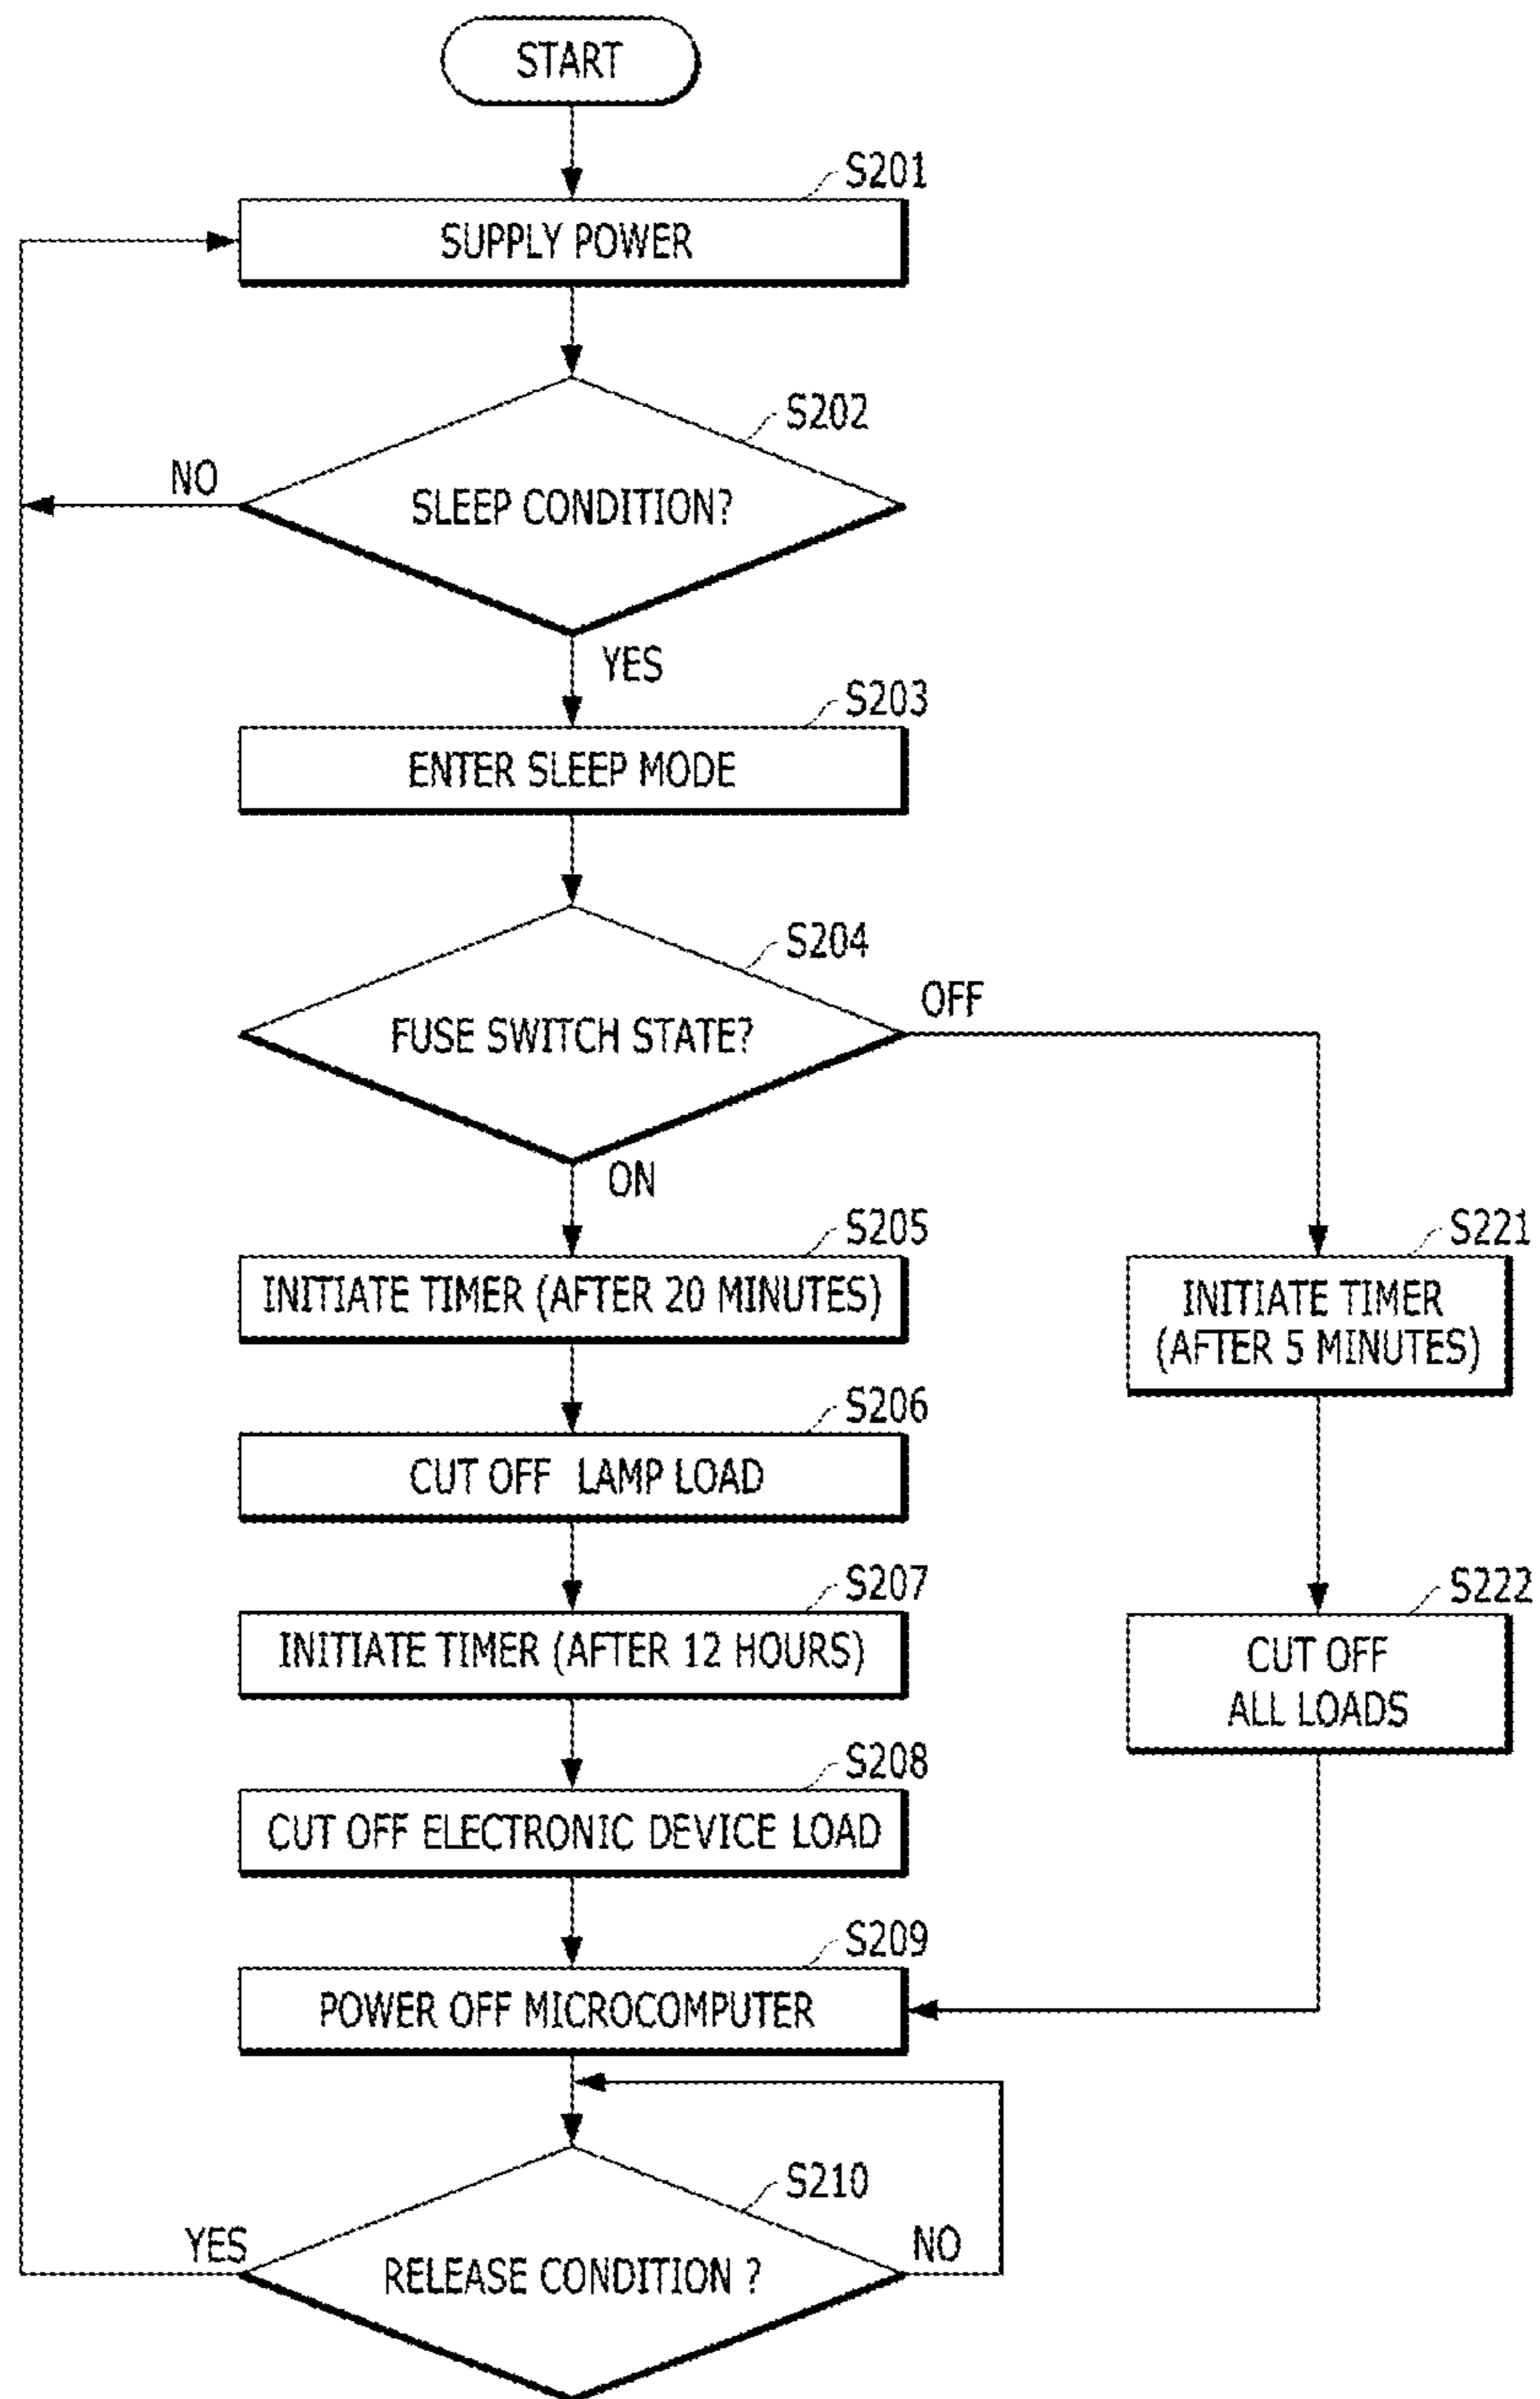 START
S201
SUPPLY POWER
S202
NO
SLEEP CONDITION?
YES
S203
ENTER SLEEP MODE
S204
OFF
FUSE SWITCH STATE?
ON
S205
INITIATE TIMER (AFTER 20 MINUTES)
S221
INITIATE TIMER
(AFTER 5 MINUTES)
S206
CUT OFF LAMP LOAD
S207
INITIATE TIMER (AFTER 12 HOURS)
S222
CUT OFF
ALL LOADS
S208
CUT OFF ELECTRONIC DEVICE LOAD
S209
POWER OFF MICROCOMPUTER
S210
YES
NO
RELEASE CONDITION ?